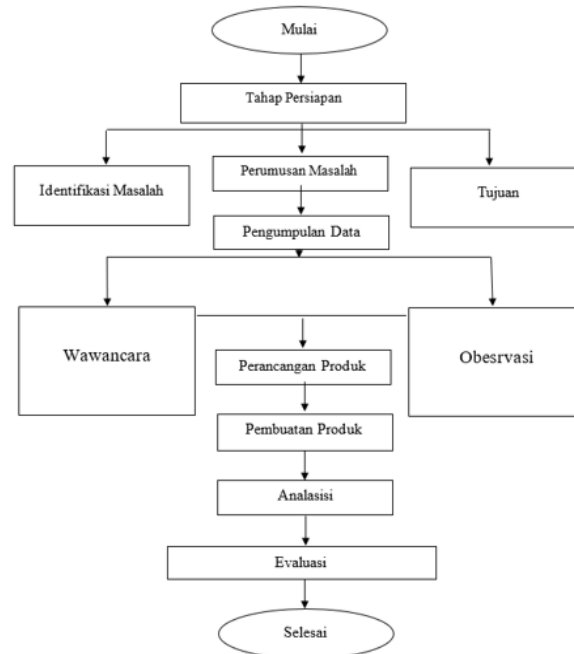 Mulai
Tahap Persiapan
Identifikasi Masalah
Perumusan Masalah
Tujuan
Pengumpulan Data
Wawancara
Obesrvasi
Perancangan Produk
Pembuatan Produk
Analasisi
Evaluasi
Selesai